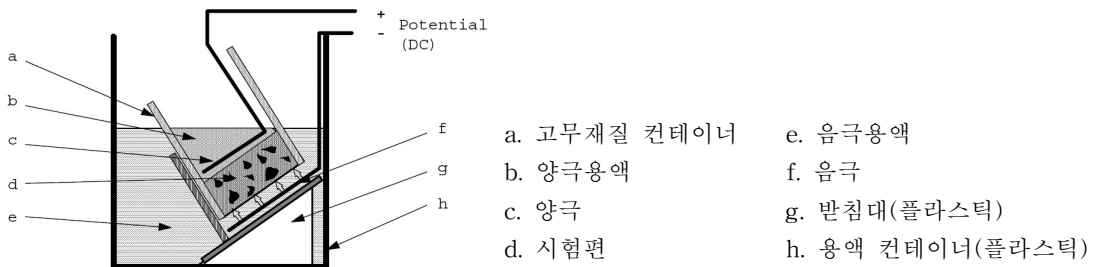 +
Potential
-
(DC)
a
b
c
d
e
f
g
h
a. 고무재질 컨테이너
b. 양극용액
c. 양극
d. 시험편
e. 음극용액
f. 음극
g. 받침대(플라스틱)
h. 용액 컨테이너(플라스틱)